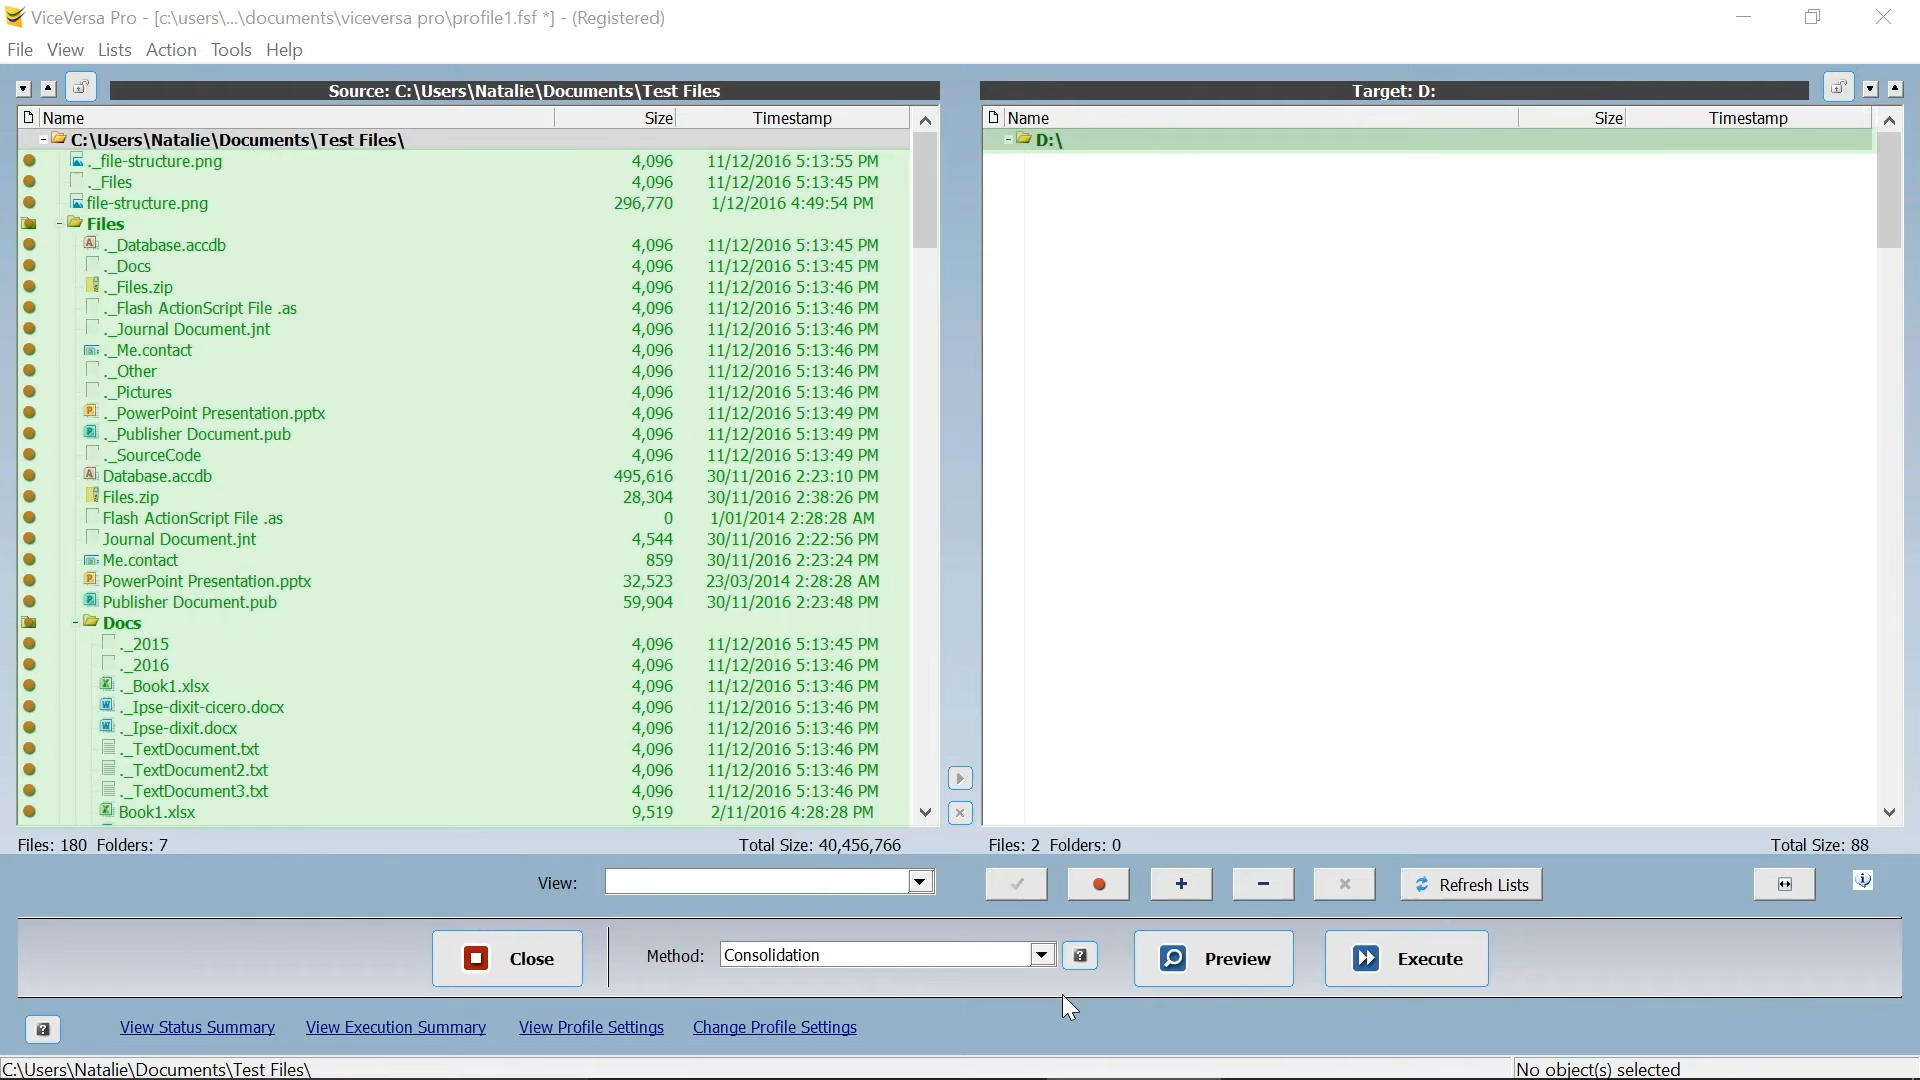 ViceVersa Pro - [c:\users\...\documents\viceversa pro\profile1.fsf *] - (Registered)
File View Lists Action Tools Help
Source: C:\Users\Natalie\Documents\Test Files
Name Size Timestamp
C:\Users\Natalie\Documents\Test Files\
._file-structure.png 4,096 11/12/2016 5:13:55 PM
._Files 4,096 11/12/2016 5:13:45 PM
file-structure.png 296,770 1/12/2016 4:49:54 PM
Files
._Database.accdb 4,096 11/12/2016 5:13:45 PM
._Docs 4,096 11/12/2016 5:13:45 PM
._Files.zip 4,096 11/12/2016 5:13:46 PM
._Flash ActionScript File .as 4,096 11/12/2016 5:13:46 PM
._Journal Document.jnt 4,096 11/12/2016 5:13:46 PM
._Me.contact 4,096 11/12/2016 5:13:46 PM
._Other 4,096 11/12/2016 5:13:46 PM
._Pictures 4,096 11/12/2016 5:13:46 PM
._PowerPoint Presentation.pptx 4,096 11/12/2016 5:13:49 PM
._Publisher Document.pub 4,096 11/12/2016 5:13:49 PM
._SourceCode 4,096 11/12/2016 5:13:49 PM
Database.accdb 495,616 30/11/2016 2:23:10 PM
Files.zip 28,304 30/11/2016 2:38:26 PM
Flash ActionScript File .as 0 1/01/2014 2:28:28 AM
Journal Document.jnt 4,544 30/11/2016 2:22:56 PM
Me.contact 859 30/11/2016 2:23:24 PM
PowerPoint Presentation.pptx 32,523 23/03/2014 2:28:28 AM
Publisher Document.pub 59,904 30/11/2016 2:23:48 PM
Docs
._2015 4,096 11/12/2016 5:13:45 PM
._2016 4,096 11/12/2016 5:13:46 PM
._Book1.xlsx 4,096 11/12/2016 5:13:46 PM
._Ipse-dixit-cicero.docx 4,096 11/12/2016 5:13:46 PM
._Ipse-dixit.docx 4,096 11/12/2016 5:13:46 PM
._TextDocument.txt 4,096 11/12/2016 5:13:46 PM
._TextDocument2.txt 4,096 11/12/2016 5:13:46 PM
._TextDocument3.txt 4,096 11/12/2016 5:13:46 PM
Book1.xlsx 9,519 2/11/2016 4:28:28 PM
Files: 180 Folders: 7 Total Size: 40,456,766
Target: D:
Name Size Timestamp
D:\
Files: 2 Folders: 0 Total Size: 88
View:
Refresh Lists
Close
Method: Consolidation
Preview
Execute
View Status Summary View Execution Summary View Profile Settings Change Profile Settings
C:\Users\Natalie\Documents\Test Files\
No object(s) selected